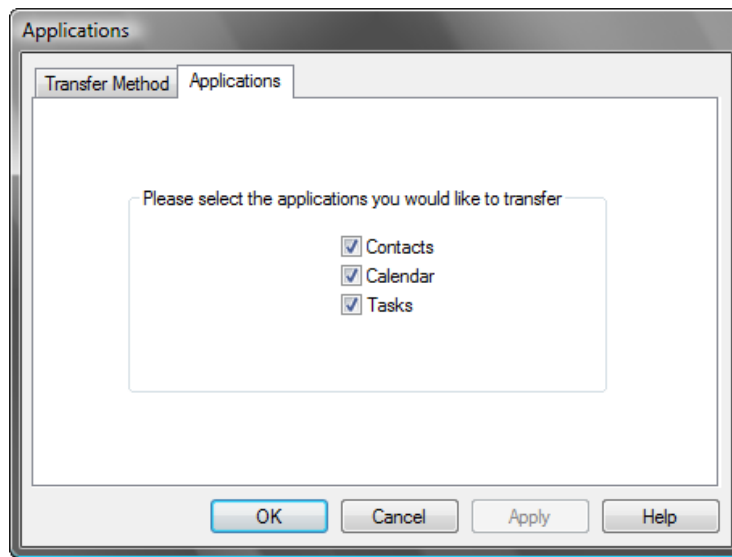 Applications
Transfer Method Applications
Please select the applications you would like to transfer
Contacts
Calendar
Tasks
OK Cancel Apply Help